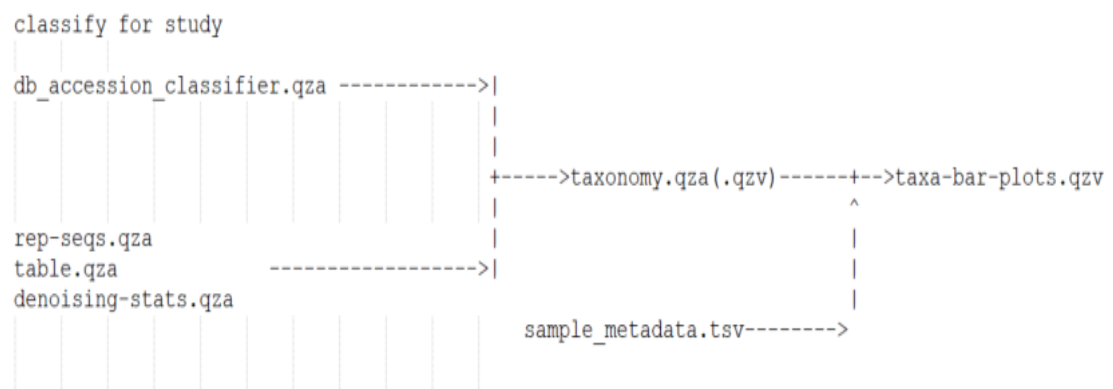 classify for study
db_accession_classifier.qza ------------>|
|
|
+----->taxonomy.qza(.qzv)------+-->taxa-bar-plots.qzv
| ^
rep-seqs.qza | |
table.qza ------------------>| |
denoising-stats.qza |
sample_metadata.tsv-------->